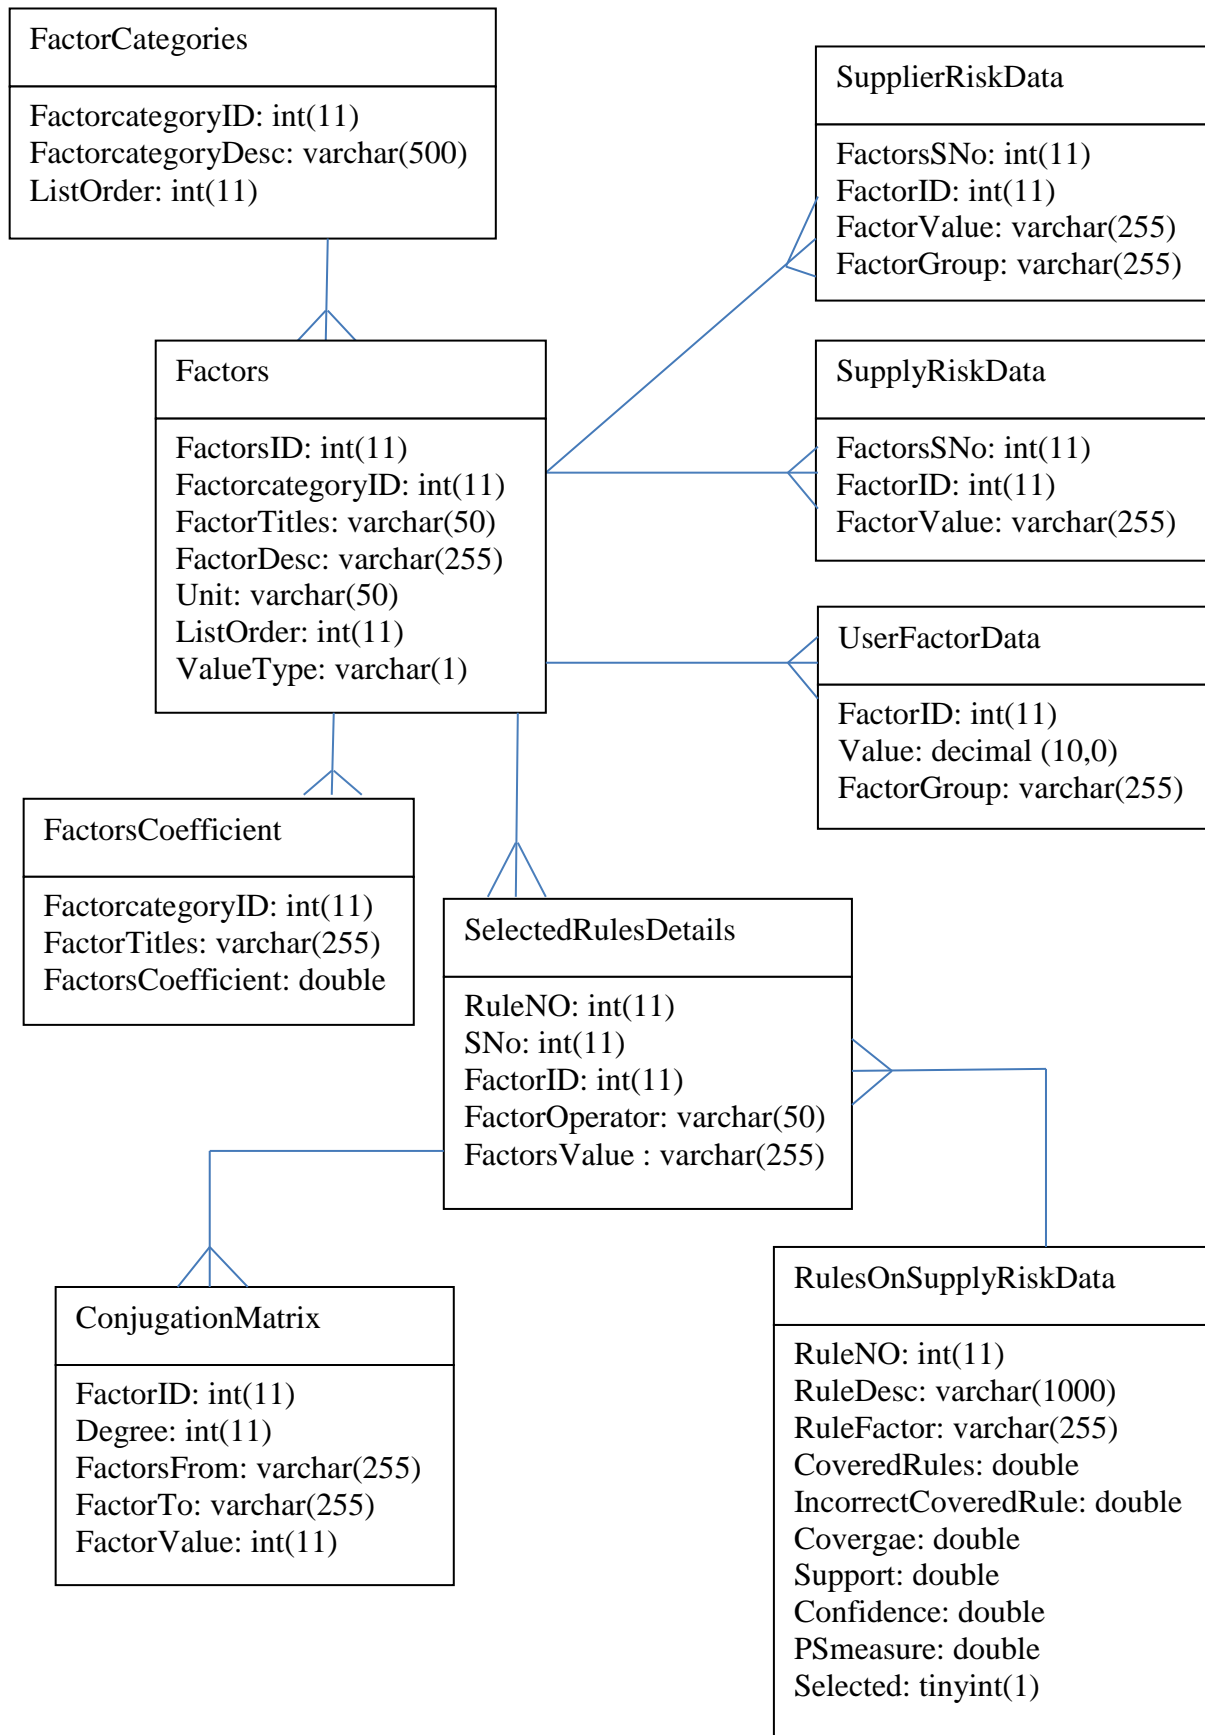 FactorCategories
FactorcategoryID: int(11)
FactorcategoryDesc: varchar(500)
ListOrder: int(11)
SupplierRiskData
FactorsSNo: int(11)
FactorID: int(11)
FactorValue: varchar(255)
FactorGroup: varchar(255)
Factors
FactorsID: int(11)
FactorcategoryID: int(11)
FactorTitles: varchar(50)
FactorDesc: varchar(255)
Unit: varchar(50)
ListOrder: int(11)
ValueType: varchar(1)
SupplyRiskData
FactorsSNo: int(11)
FactorID: int(11)
FactorValue: varchar(255)
UserFactorData
FactorID: int(11)
Value: decimal (10,0)
FactorGroup: varchar(255)
FactorsCoefficient
FactorcategoryID: int(11)
FactorTitles: varchar(255)
FactorsCoefficient: double
SelectedRulesDetails
RuleNO: int(11)
SNo: int(11)
FactorID: int(11)
FactorOperator: varchar(50)
FactorsValue : varchar(255)
ConjugationMatrix
FactorID: int(11)
Degree: int(11)
FactorsFrom: varchar(255)
FactorTo: varchar(255)
FactorValue: int(11)
RulesOnSupplyRiskData
RuleNO: int(11)
RuleDesc: varchar(1000)
RuleFactor: varchar(255)
CoveredRules: double
IncorrectCoveredRule: double
Covergae: double
Support: double
Confidence: double
PSmeasure: double
Selected: tinyint(1)